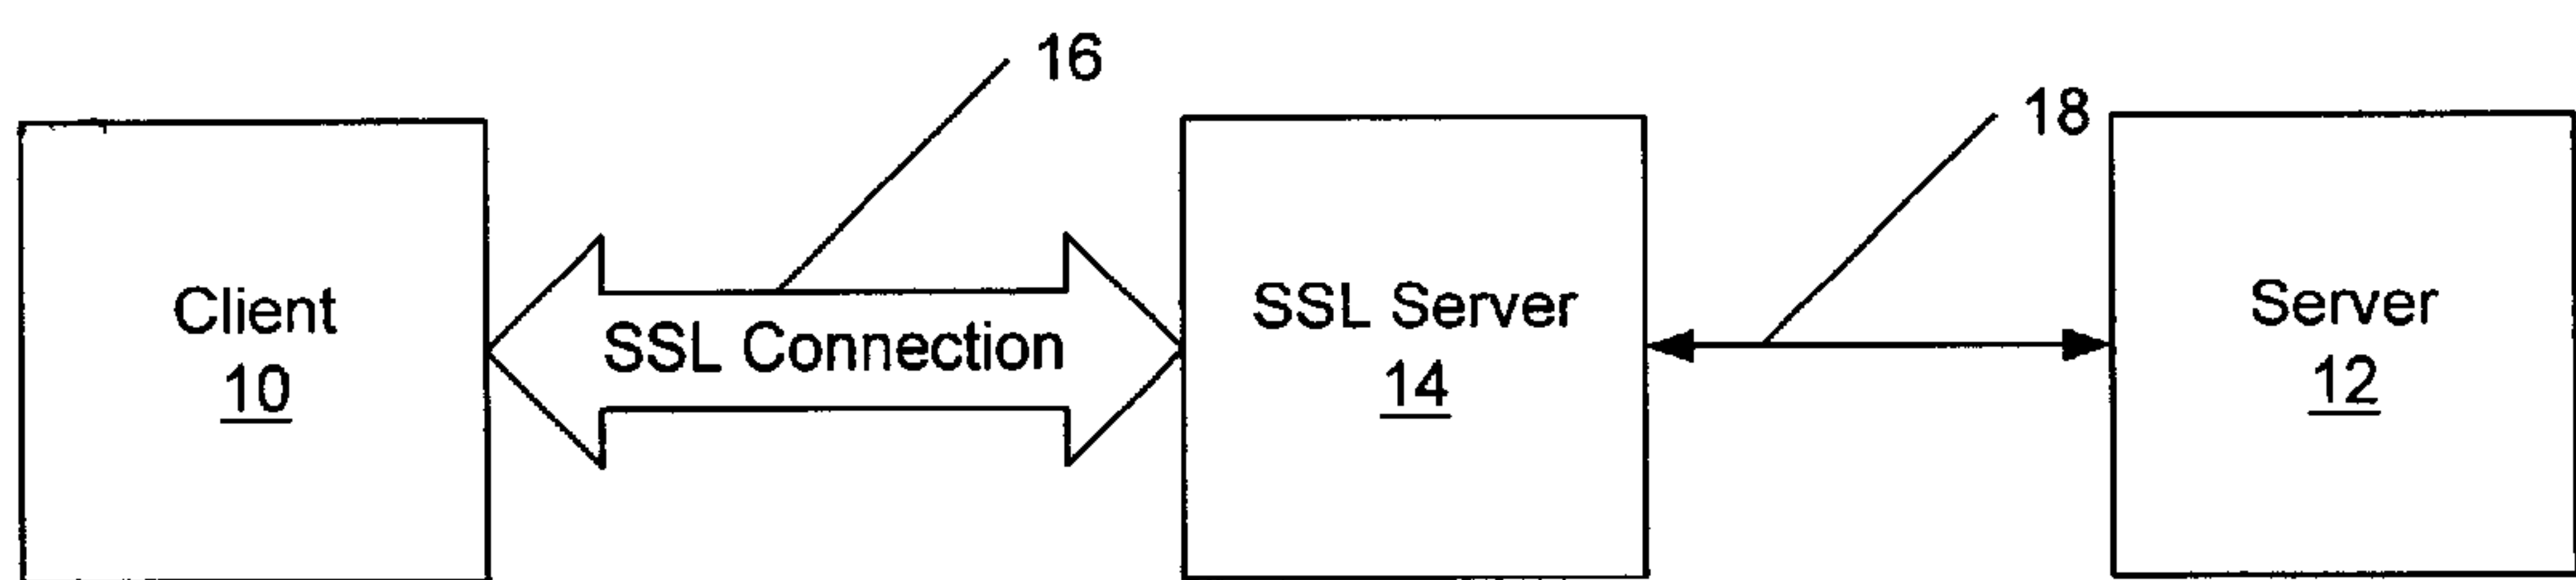 16
18
Client
10
SSL Connection
SSL Server
14
Server
12